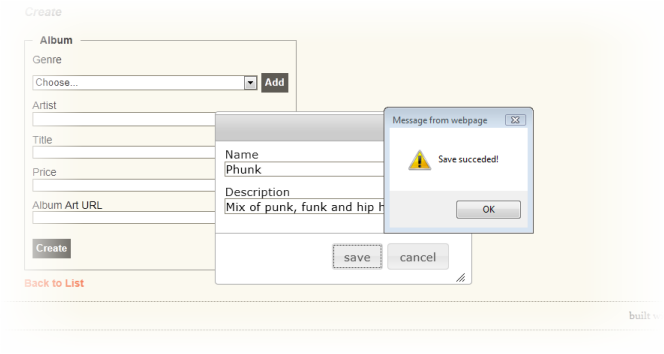 Create
Album
Genre
Choose...
Add
Artist
Title
Price
Album Art URL
Create
Back to List
Name
Phunk
Description
Mix of punk, funk and hip h
save
cancel
Message from webpage
Save succeded!
OK
built